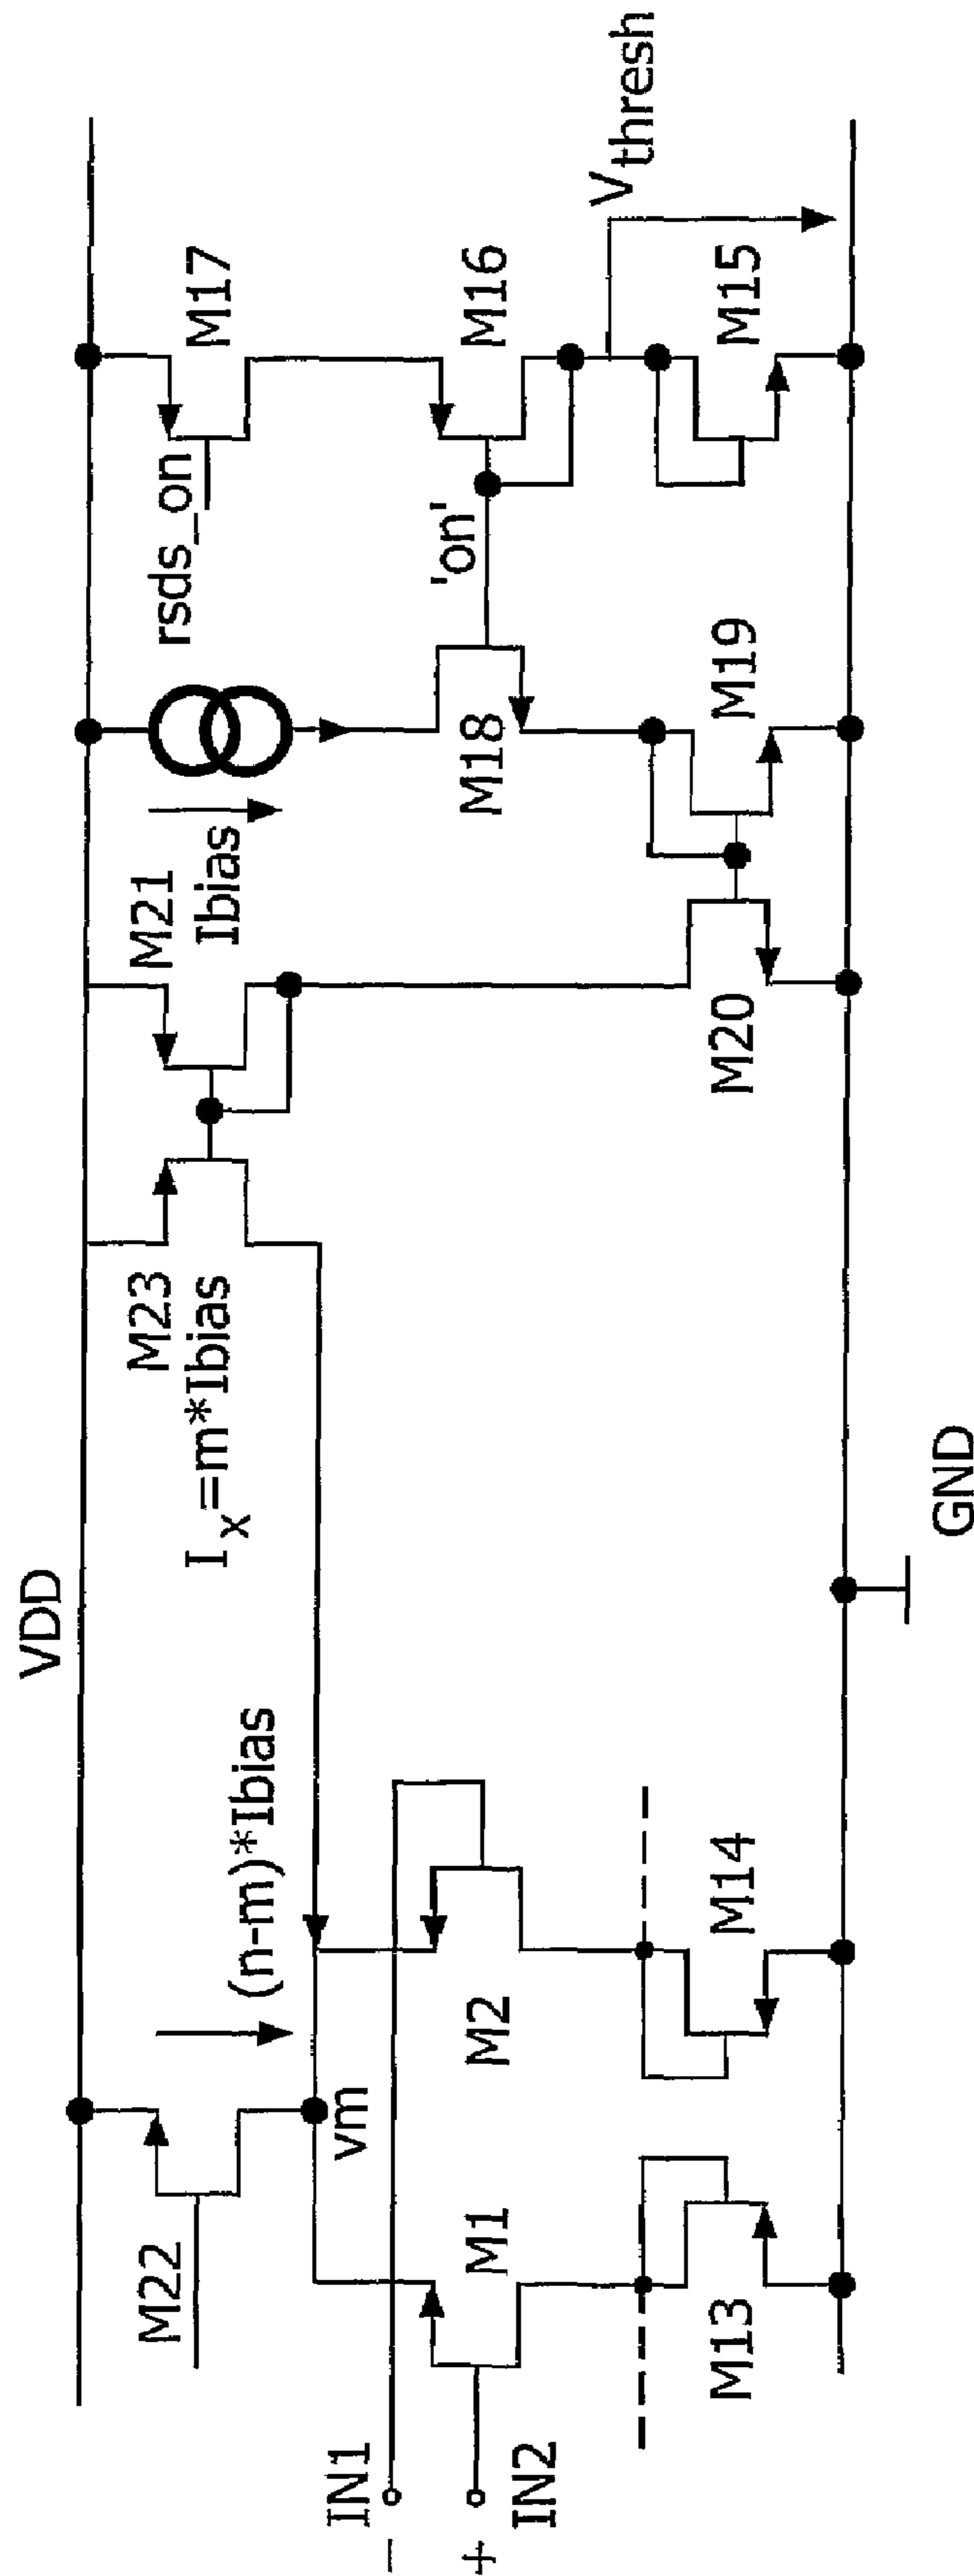 VDD
M22
(n-m)*Ibias
M23
I x=m*Ibias
M21
Ibias
rsds_on
M17
vm
IN1
-
+
IN2
M1
M2
M18
'on'
M16
Vthresh
M13
M14
M20
M19
M15
GND